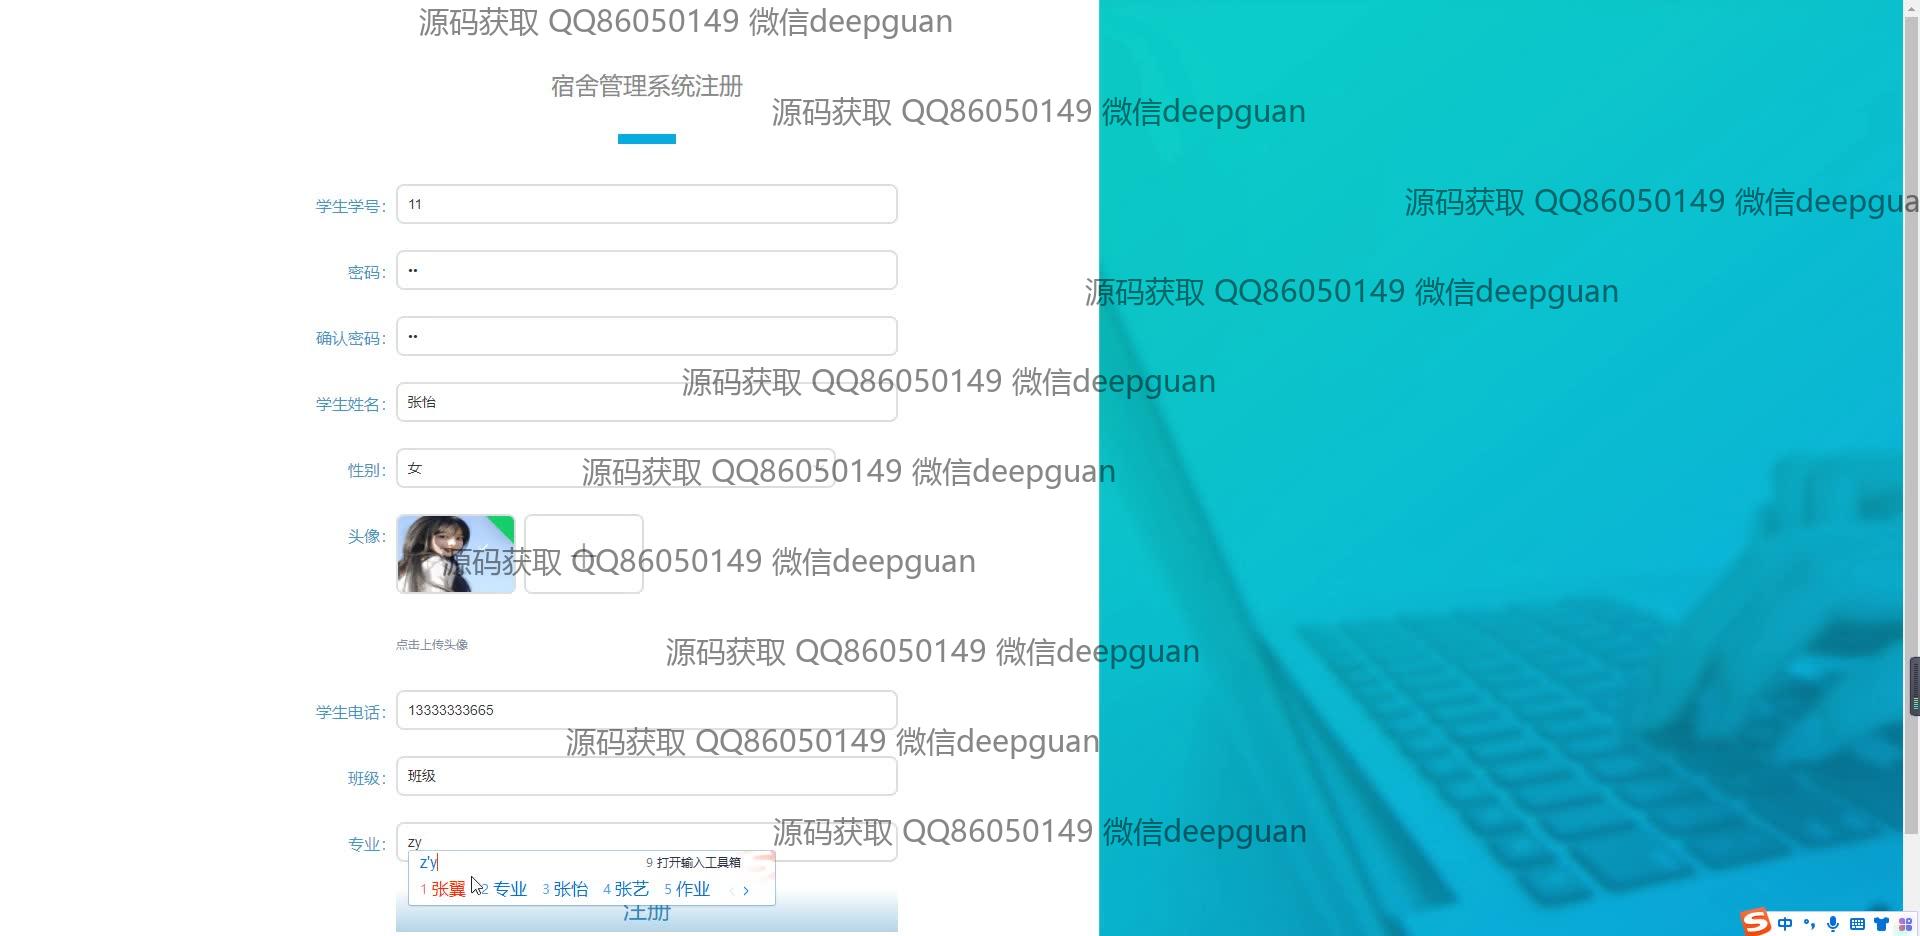 源码获取 QQ86050149 微信deepguan
宿舍管理系统注册
源码获取 QQ86050149 微信deepguan
学生学号： 11
源码获取 QQ86050149 微信deepgua
密码： ••
源码获取 QQ86050149 微信deepguan
确认密码： ••
源码获取 QQ86050149 微信deepguan
学生姓名： 张怡
性别： 女
源码获取 QQ86050149 微信deepguan
头像：
源码获取 QQ86050149 微信deepguan
点击上传头像
源码获取 QQ86050149 微信deepguan
学生电话： 13333333665
源码获取 QQ86050149 微信deepguan
班级： 班级
源码获取 QQ86050149 微信deepguan
专业： zy
z'y 9 打开输入工具箱
1 张翼 2 专业 3 张怡 4 张艺 5 作业
注册
中